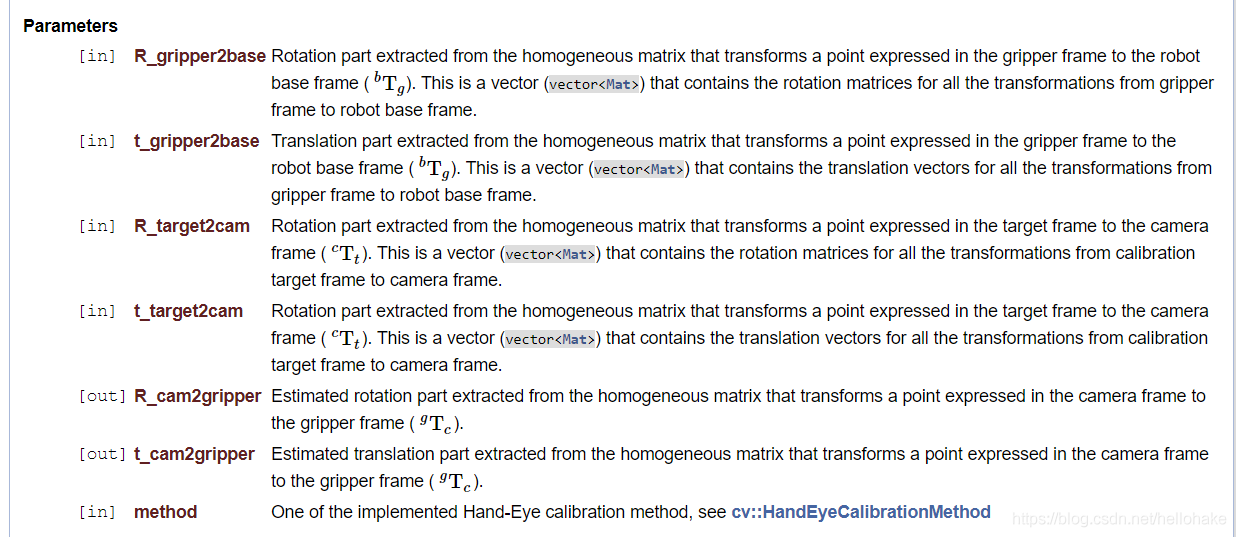 Parameters
[in] R_gripper2base Rotation part extracted from the homogeneous matrix that transforms a point expressed in the gripper frame to the robot
base frame ( ᵇT_g). This is a vector (vector<Mat>) that contains the rotation matrices for all the transformations from gripper
frame to robot base frame.
[in] t_gripper2base Translation part extracted from the homogeneous matrix that transforms a point expressed in the gripper frame to the
robot base frame ( ᵇT_g). This is a vector (vector<Mat>) that contains the translation vectors for all the transformations from
gripper frame to robot base frame.
[in] R_target2cam Rotation part extracted from the homogeneous matrix that transforms a point expressed in the target frame to the camera
frame ( ᶜT_t). This is a vector (vector<Mat>) that contains the rotation matrices for all the transformations from calibration
target frame to camera frame.
[in] t_target2cam Rotation part extracted from the homogeneous matrix that transforms a point expressed in the target frame to the camera
frame ( ᶜT_t). This is a vector (vector<Mat>) that contains the translation vectors for all the transformations from calibration
target frame to camera frame.
[out] R_cam2gripper Estimated rotation part extracted from the homogeneous matrix that transforms a point expressed in the camera frame to
the gripper frame ( ᵍT_c).
[out] t_cam2gripper Estimated translation part extracted from the homogeneous matrix that transforms a point expressed in the camera frame
to the gripper frame ( ᵍT_c).
[in] method One of the implemented Hand-Eye calibration method, see cv::HandEyeCalibrationMethod
https://blog.csdn.net/hellohake